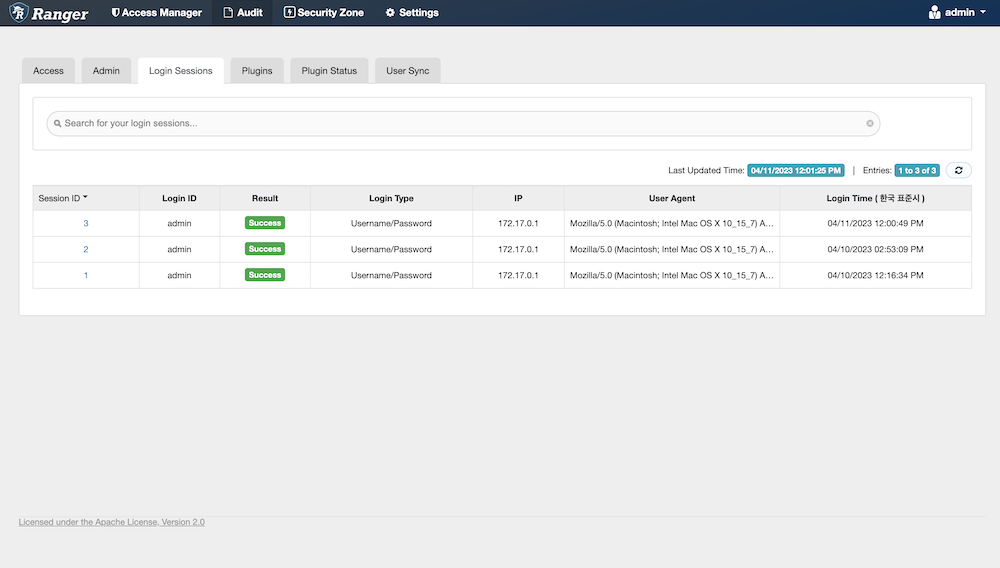 Ranger Access Manager Audit Security Zone Settings admin
Access Admin Login Sessions Plugins Plugin Status User Sync
Search for your login sessions...
Last Updated Time: 04/11/2023 12:01:25 PM | Entries: 1 to 3 of 3
Session ID Login ID Result Login Type IP User Agent Login Time ( 한국 표준시 )
3 admin Success Username/Password 172.17.0.1 Mozilla/5.0 (Macintosh; Intel Mac OS X 10_15_7) A... 04/11/2023 12:00:49 PM
2 admin Success Username/Password 172.17.0.1 Mozilla/5.0 (Macintosh; Intel Mac OS X 10_15_7) A... 04/10/2023 02:53:09 PM
1 admin Success Username/Password 172.17.0.1 Mozilla/5.0 (Macintosh; Intel Mac OS X 10_15_7) A... 04/10/2023 12:16:34 PM
Licensed under the Apache License, Version 2.0